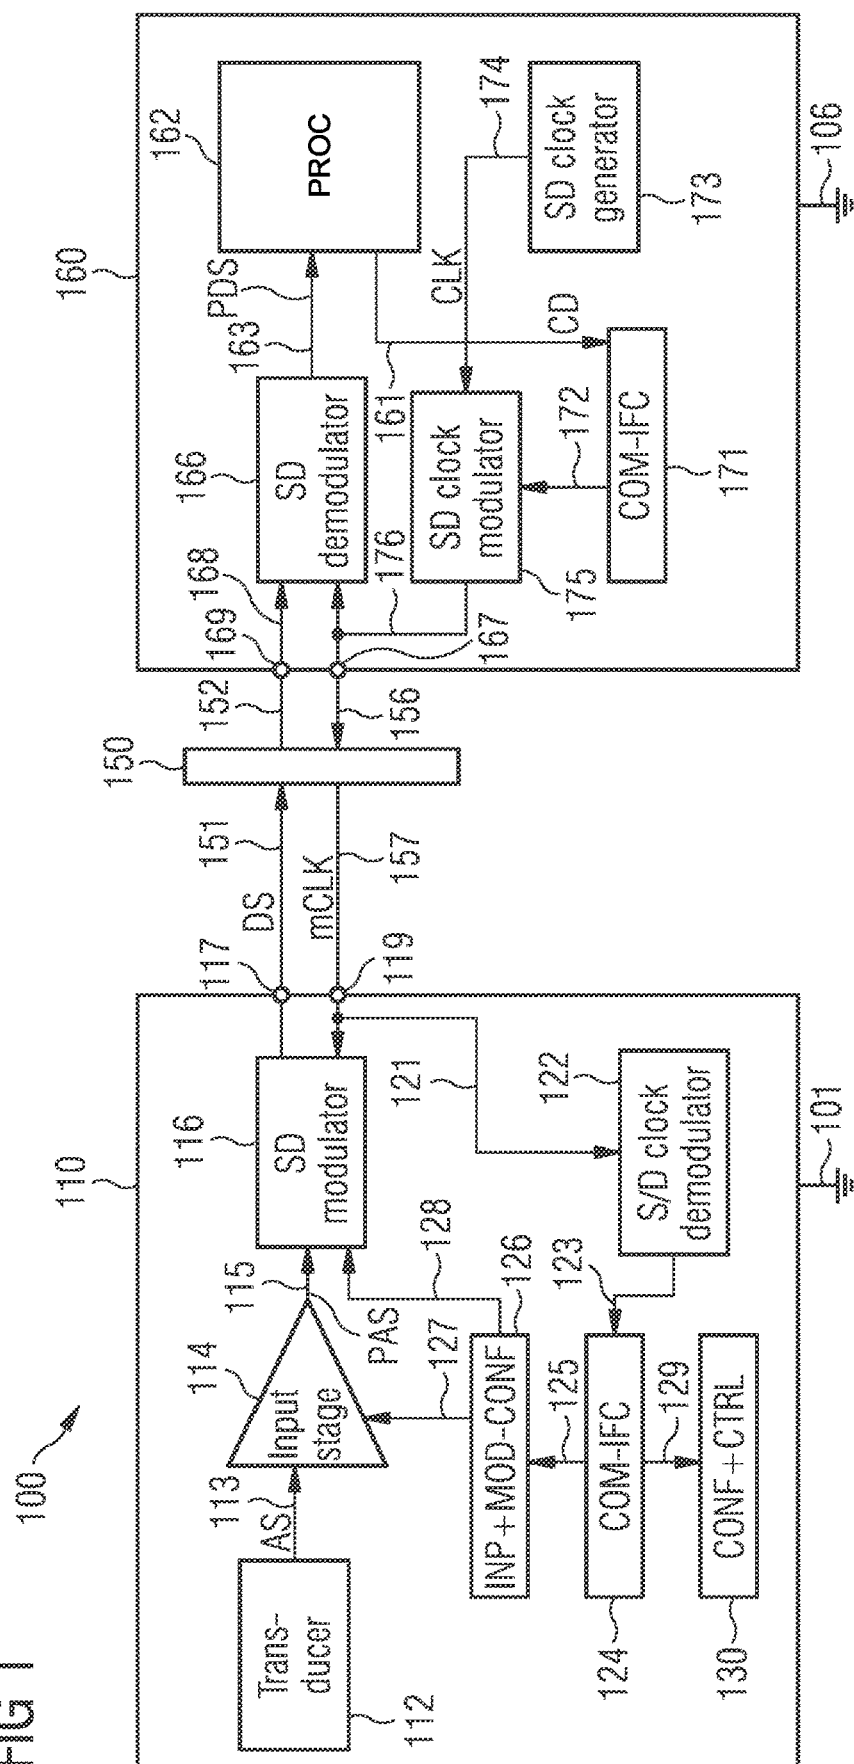 FIG 1
100
110
160
Trans-
ducer
112
AS
113
Input
stage
114
115
PAS
SD
modulator
116
117
DS
151
150
152
169
168
SD
demodulator
166
163
PDS
PROC
162
119
mCLK
157
156
167
176
161
127
128
121
INP+MOD-CONF
126
125
COM-IFC
124
123
129
CONF+CTRL
130
S/D clock
demodulator
122
101
SD clock
modulator
175
172
CLK
174
SD clock
generator
173
CD
COM-IFC
171
106